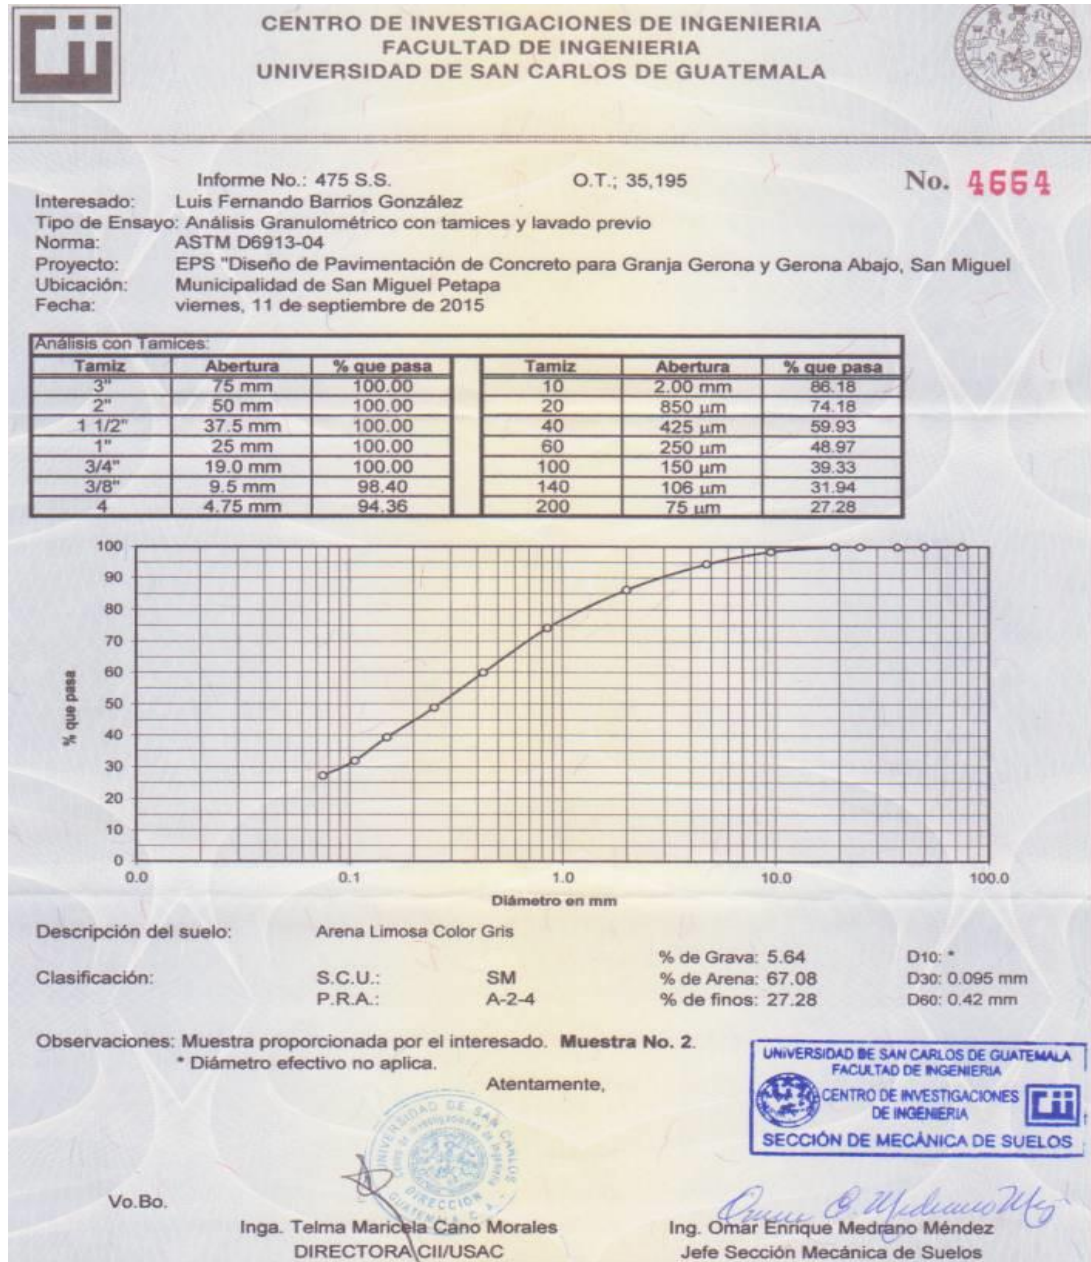 CENTRO DE INVESTIGACIONES DE INGENIERIA
FACULTAD DE INGENIERIA
UNIVERSIDAD DE SAN CARLOS DE GUATEMALA
Informe No.: 475 S.S. O.T.; 35,195 No. 4664
Interesado: Luis Fernando Barrios González
Tipo de Ensayo: Análisis Granulométrico con tamices y lavado previo
Norma: ASTM D6913-04
Proyecto: EPS "Diseño de Pavimentación de Concreto para Granja Gerona y Gerona Abajo, San Miguel
Ubicación: Municipalidad de San Miguel Petapa
Fecha: viernes, 11 de septiembre de 2015
Análisis con Tamices:
Tamiz Abertura % que pasa Tamiz Abertura % que pasa
3" 75 mm 100.00 10 2.00 mm 86.18
2" 50 mm 100.00 20 850 µm 74.18
1 1/2" 37.5 mm 100.00 40 425 µm 59.93
1" 25 mm 100.00 60 250 µm 48.97
3/4" 19.0 mm 100.00 100 150 µm 39.33
3/8" 9.5 mm 98.40 140 106 µm 31.94
4 4.75 mm 94.36 200 75 µm 27.28
100
90
80
70
60
50
40
30
20
10
0
% que pasa
0.0 0.1 1.0 10.0 100.0
Diámetro en mm
Descripción del suelo: Arena Limosa Color Gris
% de Grava: 5.64 D10: *
Clasificación: S.C.U.: SM % de Arena: 67.08 D30: 0.095 mm
P.R.A.: A-2-4 % de finos: 27.28 D60: 0.42 mm
Observaciones: Muestra proporcionada por el interesado. Muestra No. 2.
* Diámetro efectivo no aplica.
Atentamente,
UNIVERSIDAD DE SAN CARLOS DE GUATEMALA
FACULTAD DE INGENIERIA
CENTRO DE INVESTIGACIONES
DE INGENIERIA
SECCIÓN DE MECÁNICA DE SUELOS
Vo.Bo.
Inga. Telma Maricela Cano Morales
DIRECTORA CII/USAC
Ing. Omar Enrique Medrano Méndez
Jefe Sección Mecánica de Suelos